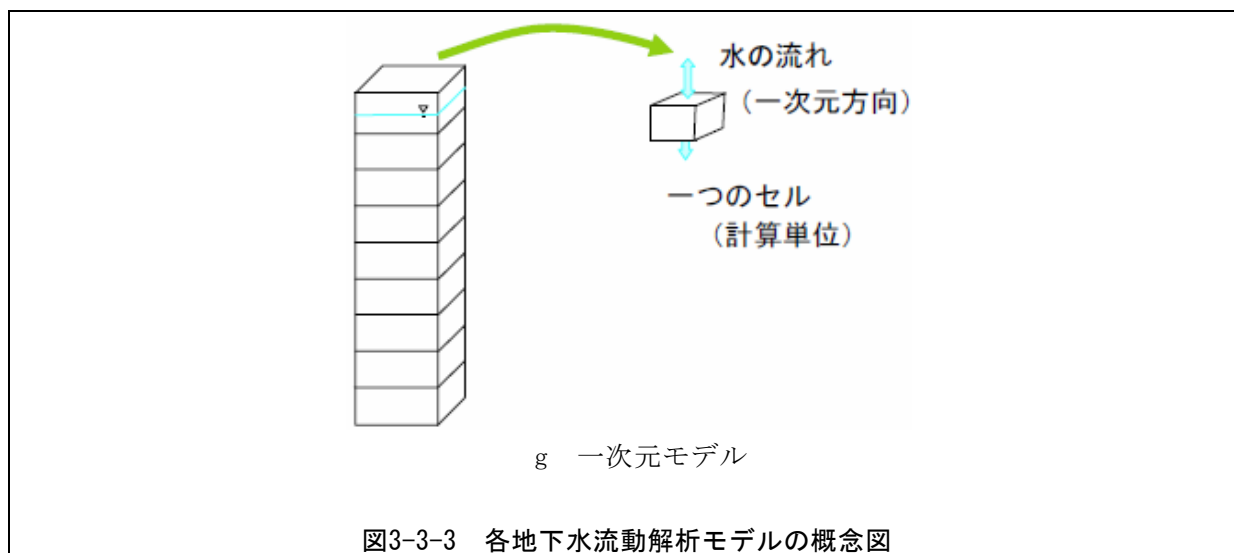 水の流れ
(一次元方向)
一つのセル
(計算単位)
g 一次元モデル
図3-3-3 各地下水流動解析モデルの概念図